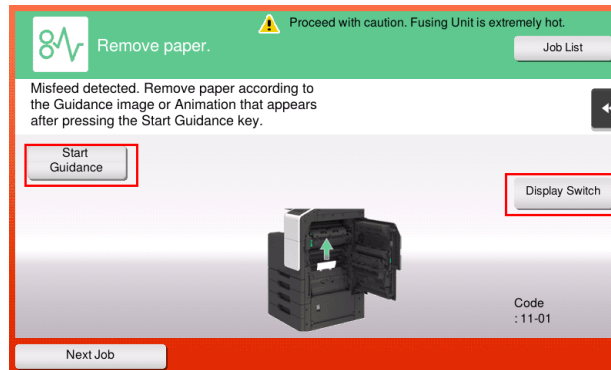 Proceed with caution. Fusing Unit is extremely hot.
Remove paper.
Job List
Misfeed detected. Remove paper according to
the Guidance image or Animation that appears
after pressing the Start Guidance key.
Start
Guidance
Display Switch
Code
: 11-01
Next Job